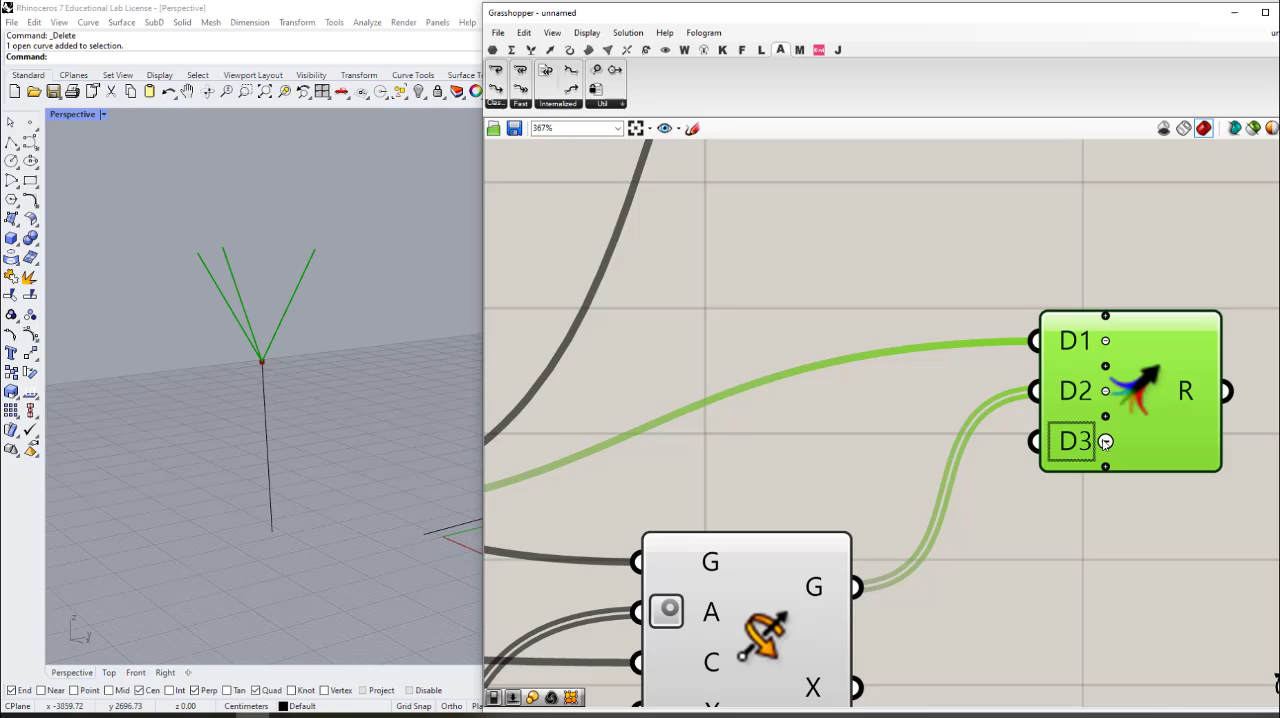 Rhinoceros 7 Educational Lab License - [Perspective]
File Edit View Curve Surface SubD Solid Mesh Dimension Transform Tools Analyze Render Panels Help
Command: _Delete
1 open curve added to selection.
Command:
Standard CPlanes Set View Display Select Viewport Layout Visibility Transform Curve Tools Surface T
Perspective
z
y
Perspective Top Front Right
End Near Point Mid Cen Int Perp Tan Quad Knot Vertex Project Disable
CPlane x -3859.72 y 2696.73 z 0.00 Centimeters Default Grid Snap Ortho Pla
Grasshopper - unnamed
File Edit View Display Solution Help Fologram
W K F L A M J
Clas... Fast Internalized Util
367%
D1
D2
D3
R
G
A
C
G
X